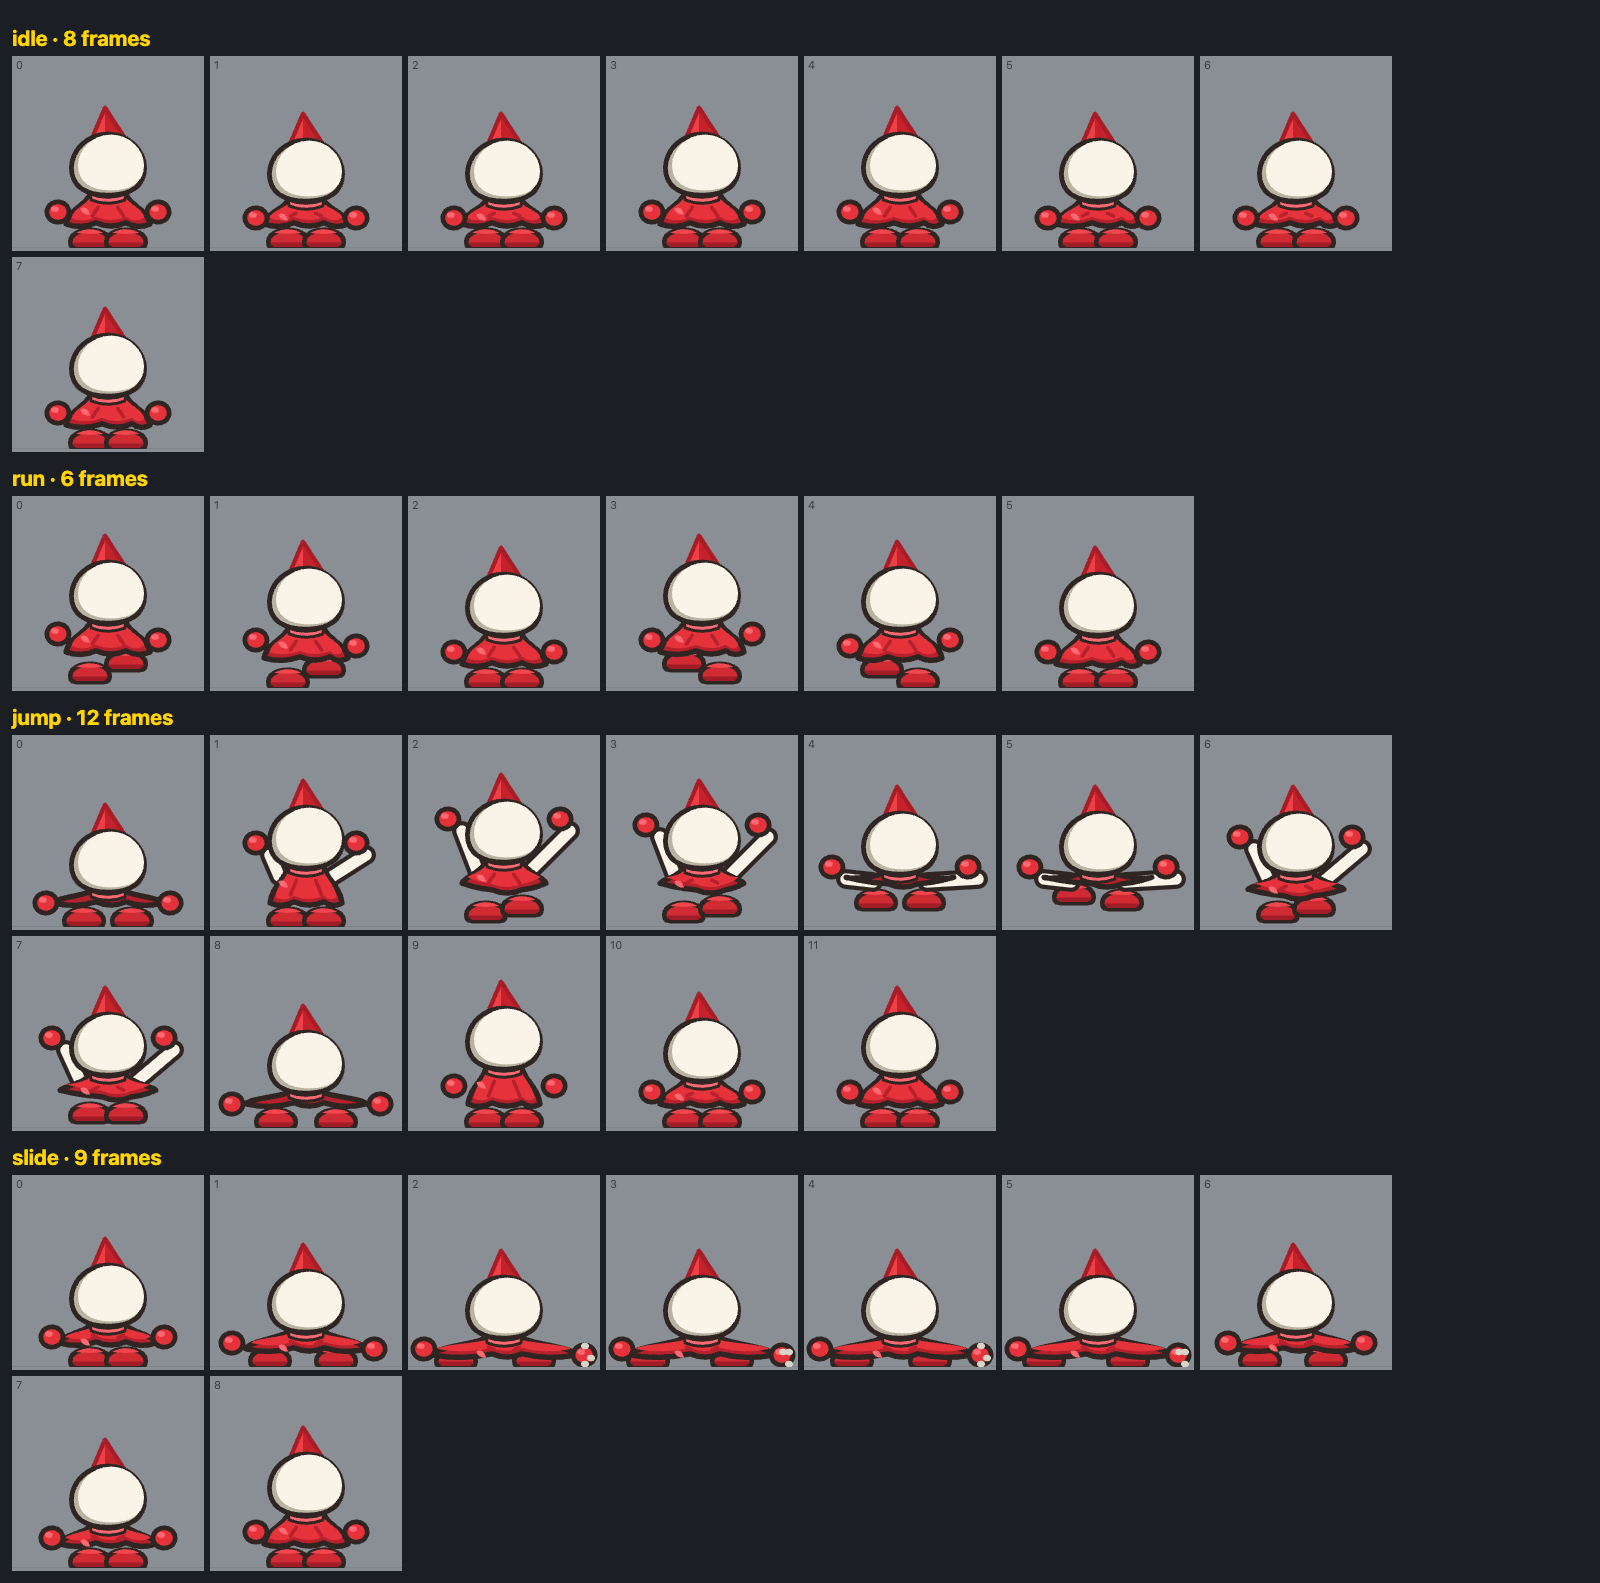 idle · 8 frames
0 1 2 3 4 5 6
7
run · 6 frames
0 1 2 3 4 5
jump · 12 frames
0 1 2 3 4 5 6
7 8 9 10 11
slide · 9 frames
0 1 2 3 4 5 6
7 8